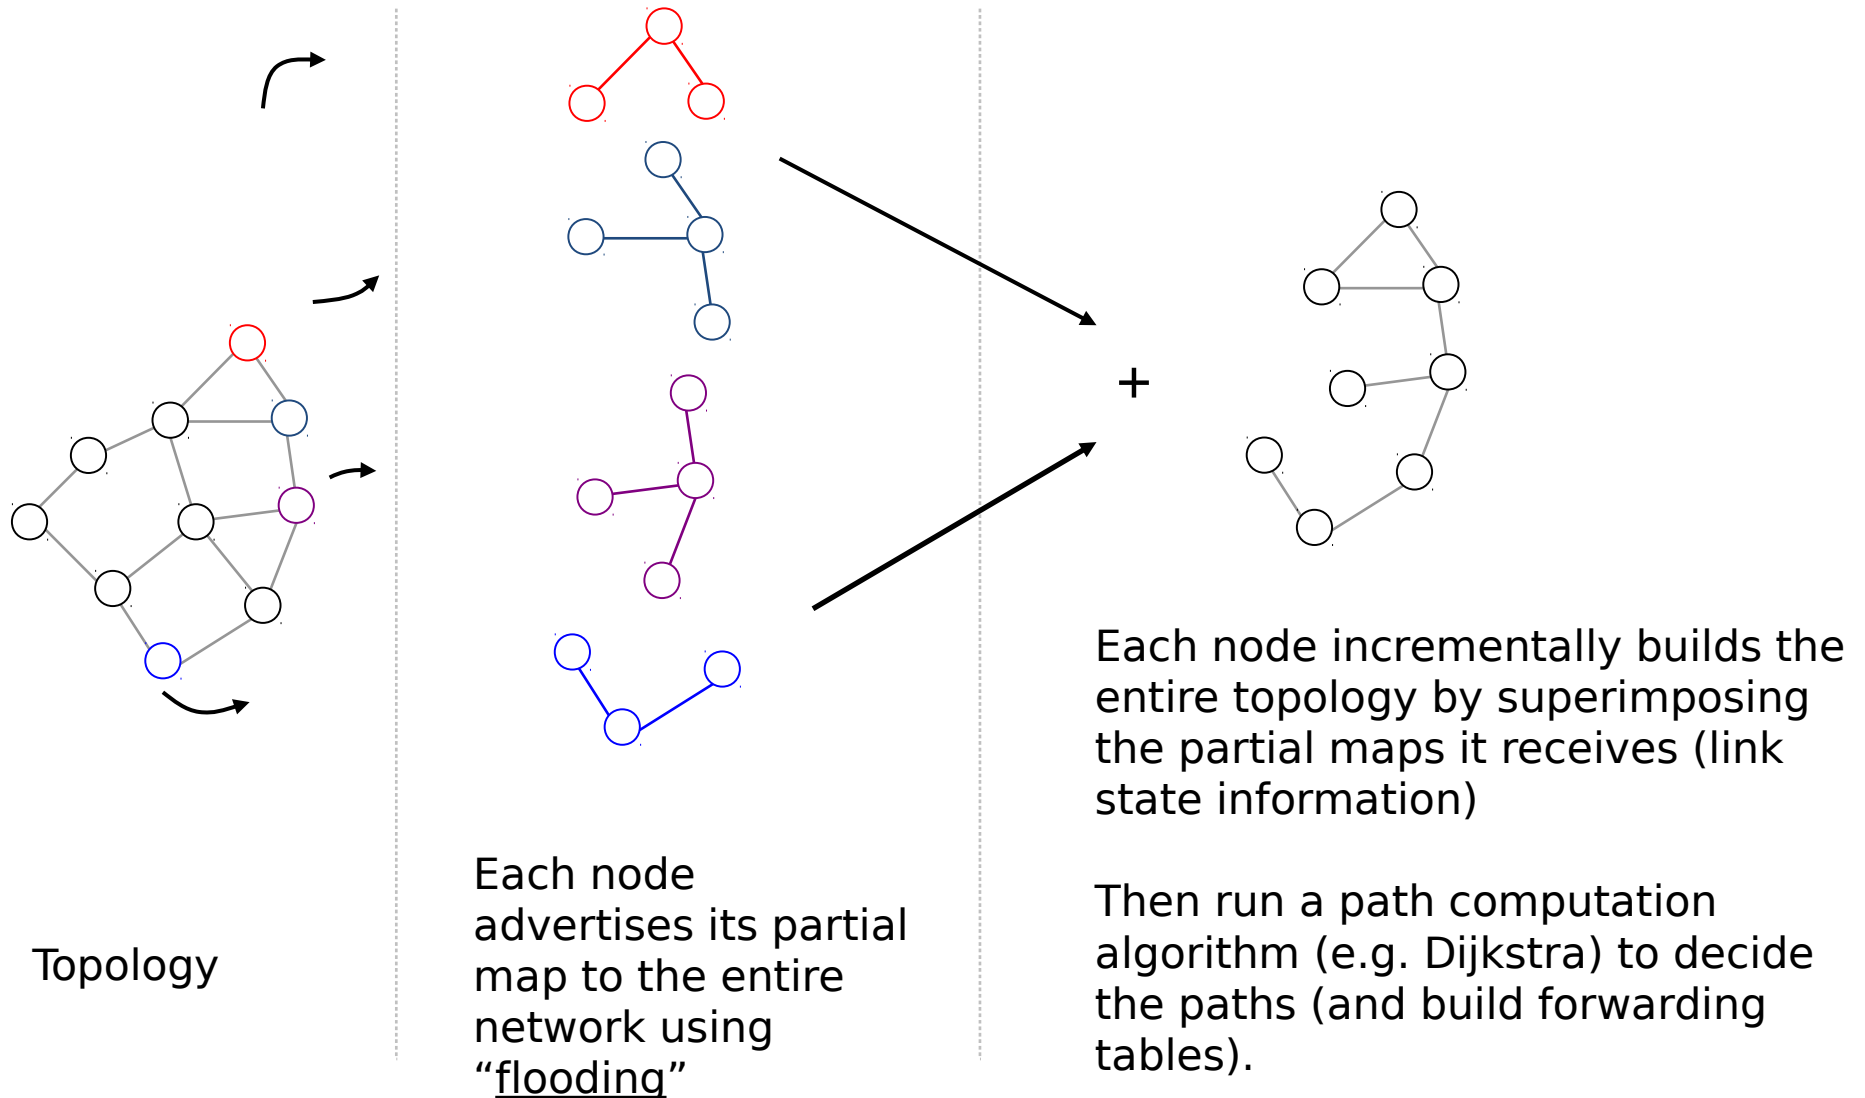 +
Each node incrementally builds the
entire topology by superimposing
the partial maps it receives (link
state information)
Then run a path computation
algorithm (e.g. Dijkstra) to decide
the paths (and build forwarding
tables).
Each node
advertises its partial
map to the entire
network using
“flooding”
Topology